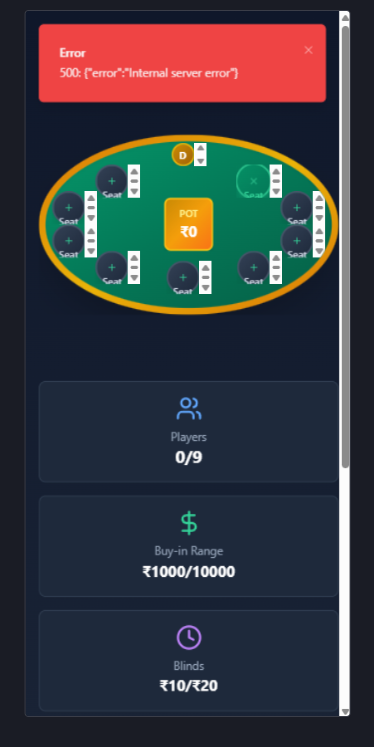 Error
×
500: {"error":"Internal server error"}
D
×
Seat
Seat
+
+
Seat
Seat
POT
₹0
+
+
Seat
Seat
+
+
+
Seat
Seat
Seat
Players
0/9
Buy-in Range
₹1000/10000
Blinds
₹10/₹20